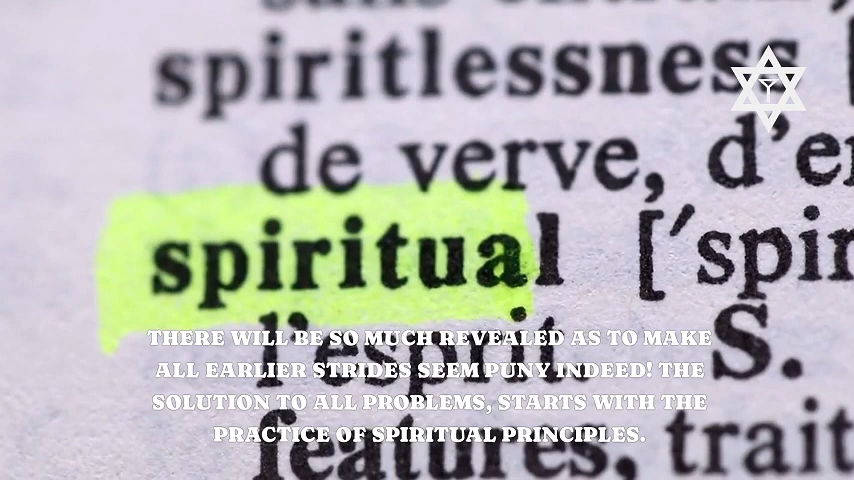 spiritlessness [
de verve, d'e
spiritual ['spir
l'esprit. S.
features, trait
THERE WILL BE SO MUCH REVEALED AS TO MAKE
ALL EARLIER STRIDES SEEM PUNY INDEED! THE
SOLUTION TO ALL PROBLEMS, STARTS WITH THE
PRACTICE OF SPIRITUAL PRINCIPLES.